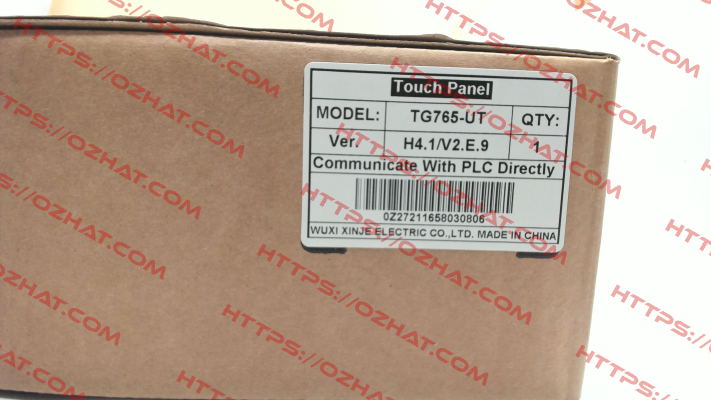 Touch Panel
MODEL: TG765-UT QTY:
Ver. H4.1/V2.E.9 1
Communicate With PLC Directly
0Z27211658030806
WUXI XINJE ELECTRIC CO.,LTD. MADE IN CHINA
HTTPS://OZHAT.COM